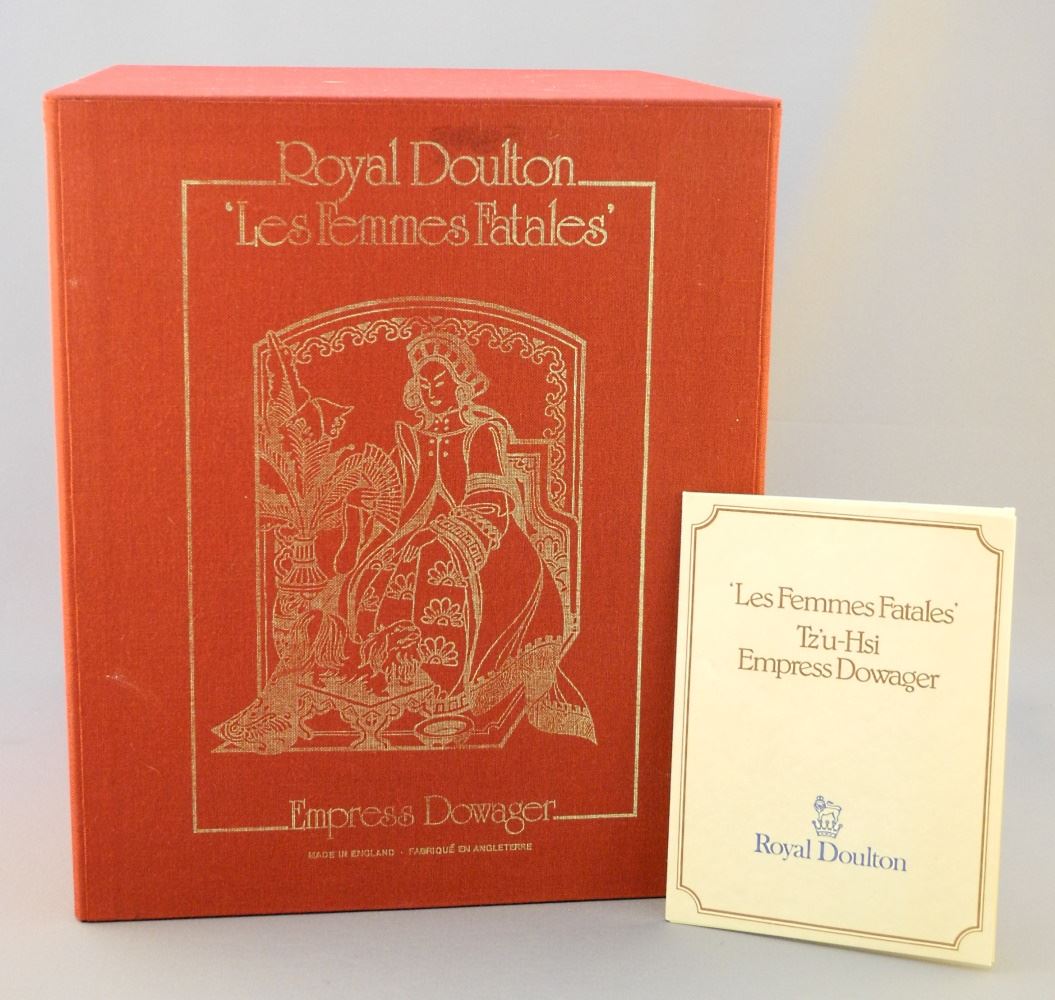 Royal Doulton
'Les Femmes Fatales'
Empress Dowager
MADE IN ENGLAND · FABRIQUÉ EN ANGLETERRE
'Les Femmes Fatales'
Tz'u-Hsi
Empress Dowager
Royal Doulton